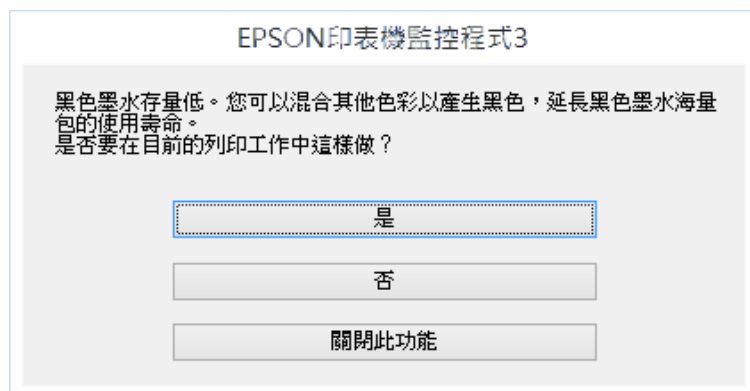 EPSON印表機監控程式3
黑色墨水存量低。您可以混合其他色彩以產生黑色，延長黑色墨水海量
包的使用壽命。
是否要在目前的列印工作中這樣做？
是
否
關閉此功能